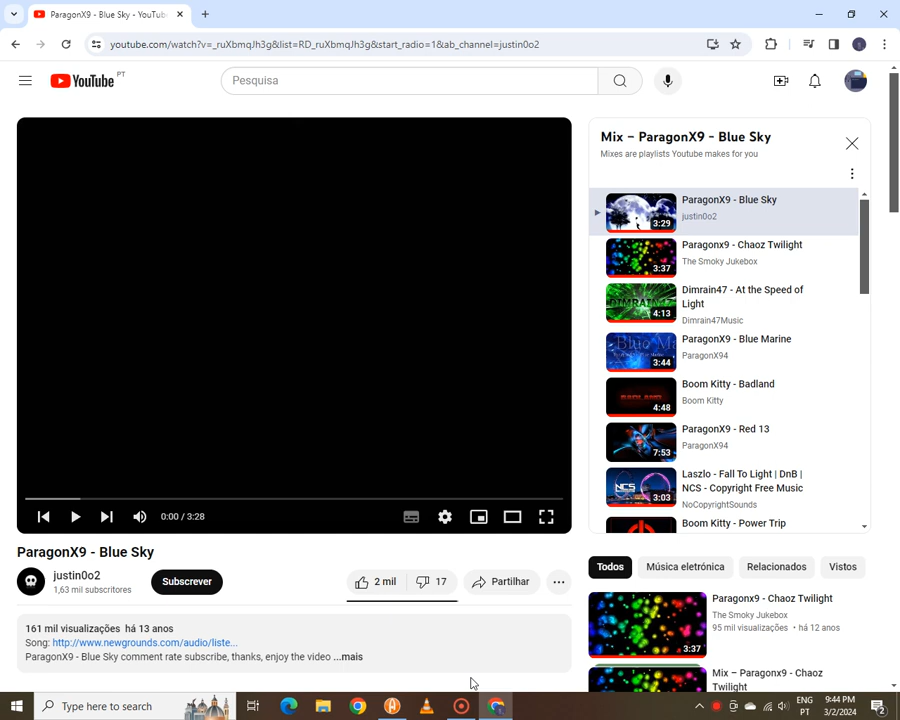 ParagonX9 - Blue Sky - YouTub
youtube.com/watch?v=_ruXbmqJh3g&list=RD_ruXbmqJh3g&start_radio=1&ab_channel=justin0o2
YouTube PT
Pesquisa
Mix – ParagonX9 - Blue Sky
Mixes are playlists Youtube makes for you
ParagonX9 - Blue Sky
justin0o2
3:29
Paragonx9 - Chaoz Twilight
The Smoky Jukebox
3:37
Dimrain47 - At the Speed of
Light
Dimrain47Music
DIMRAIN47
4:13
ParagonX9 - Blue Marine
ParagonX94
Blue Ma
3:44
Boom Kitty - Badland
Boom Kitty
BADLAND
4:48
ParagonX9 - Red 13
ParagonX94
7:53
Laszlo - Fall To Light | DnB |
NCS - Copyright Free Music
NoCopyrightSounds
NCS
3:03
Boom Kitty - Power Trip
0:00 / 3:28
ParagonX9 - Blue Sky
justin0o2
1,63 mil subscritores
Subscrever
2 mil
17
Partilhar
161 mil visualizações há 13 anos
Song: http://www.newgrounds.com/audio/liste...
ParagonX9 - Blue Sky comment rate subscribe, thanks, enjoy the video ...mais
Todos
Música eletrónica
Relacionados
Vistos
Paragonx9 - Chaoz Twilight
The Smoky Jukebox
95 mil visualizações • há 12 anos
3:37
Mix – Paragonx9 - Chaoz
Twilight
Type here to search
ENG
PT
9:44 PM
3/2/2024
2